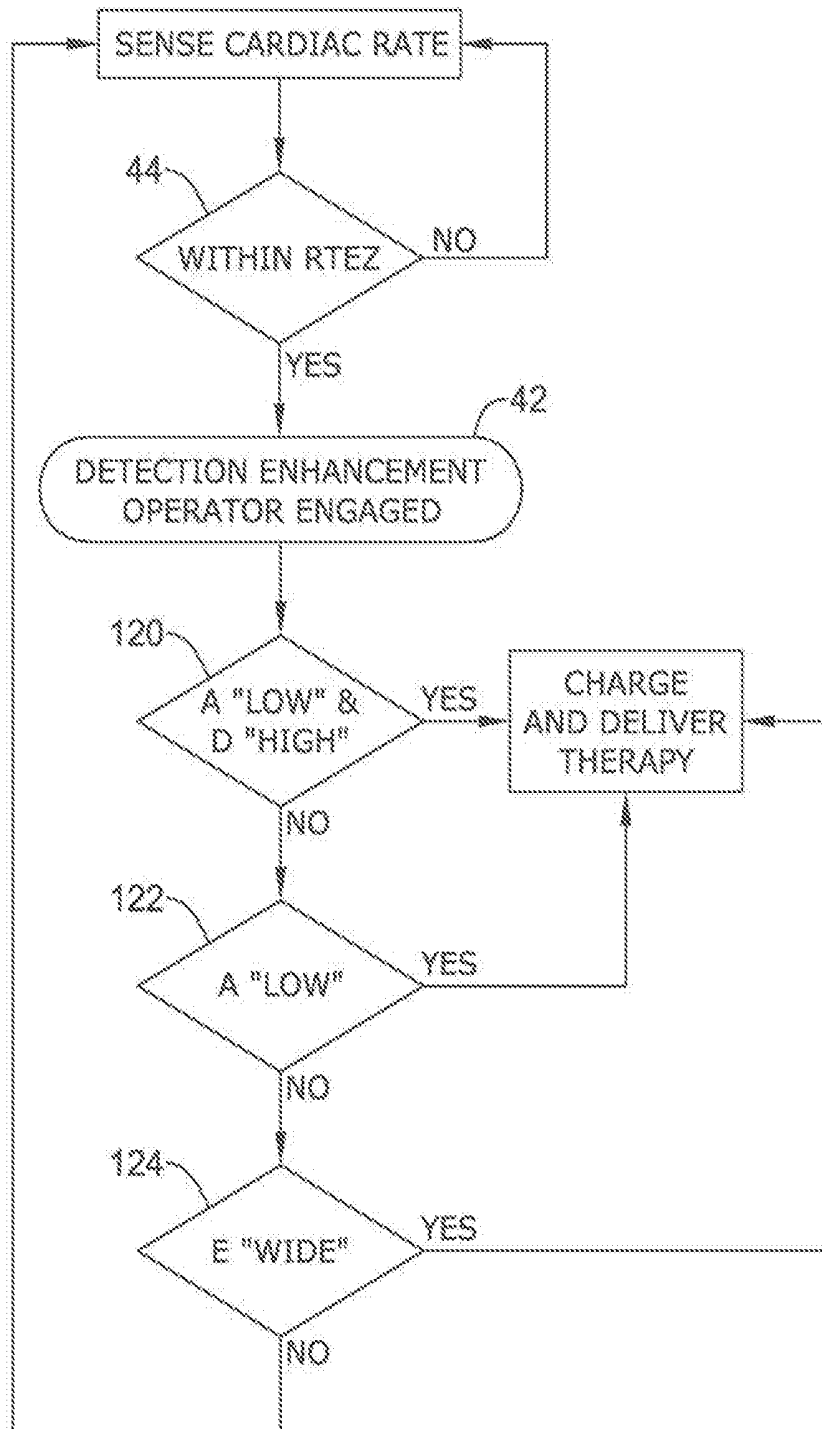 SENSE CARDIAC RATE
44
WITHIN RTEZ
NO
YES
42
DETECTION ENHANCEMENT
OPERATOR ENGAGED
120
A "LOW" &
D "HIGH"
YES
CHARGE
AND DELIVER
THERAPY
NO
122
A "LOW"
YES
NO
124
E "WIDE"
YES
NO